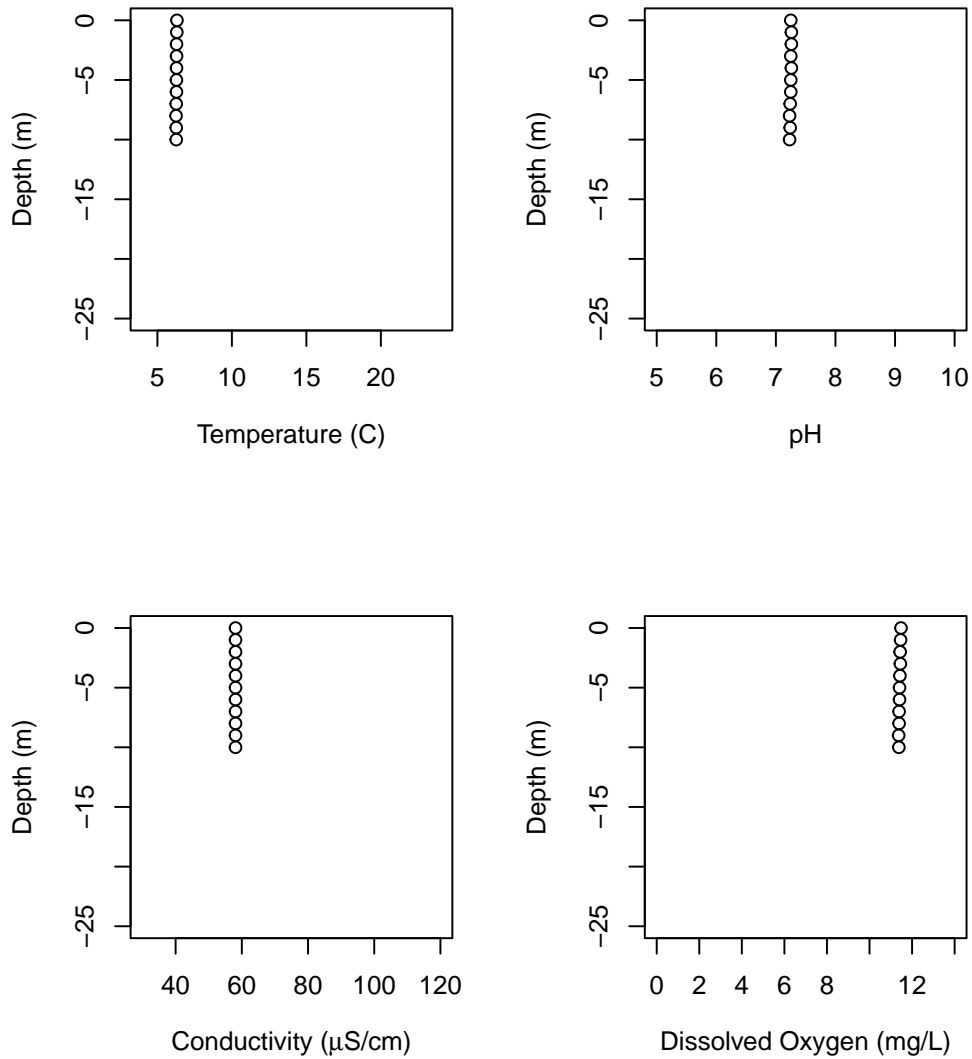 0
−5
−15
−25
Depth (m)
5 10 15 20
Temperature (C)
0
−5
−15
−25
Depth (m)
5 6 7 8 9 10
pH
0
−5
−15
−25
Depth (m)
40 60 80 100 120
Conductivity (μS/cm)
0
−5
−15
−25
Depth (m)
0 2 4 6 8 12
Dissolved Oxygen (mg/L)